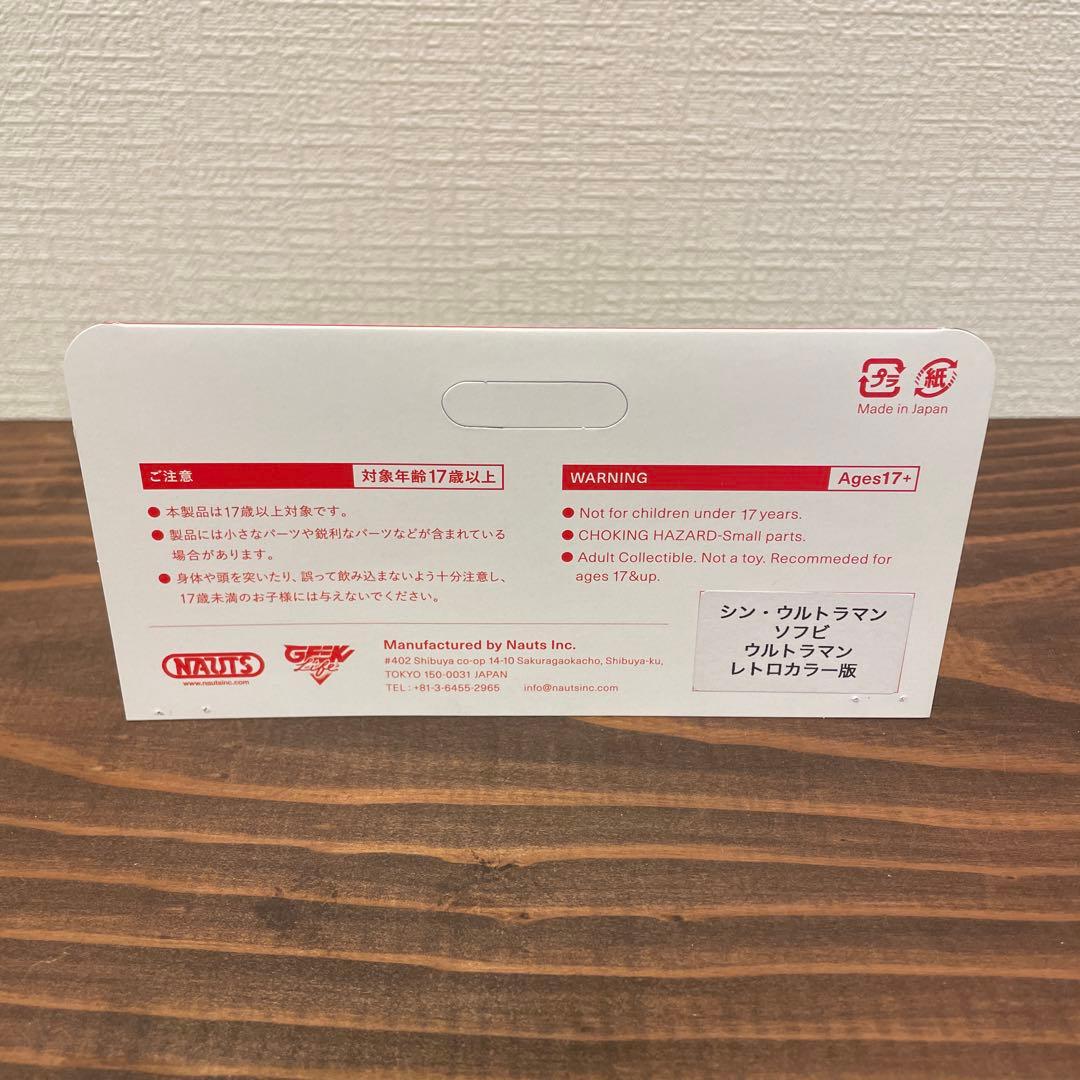 プラ 紙
Made in Japan
ご注意 対象年齢17歳以上
● 本製品は17歳以上対象です。
● 製品には小さなパーツや鋭利なパーツなどが含まれている
場合があります。
● 身体や頭を突いたり、誤って飲み込まないよう十分注意し、
17歳未満のお子様には与えないでください。
WARNING Ages17+
● Not for children under 17 years.
● CHOKING HAZARD-Small parts.
● Adult Collectible. Not a toy. Recommeded for
ages 17&up.
シン・ウルトラマン
ソフビ
ウルトラマン
レトロカラー版
NAUTS
www.nautsinc.com
GEEK
Life
Manufactured by Nauts Inc.
#402 Shibuya co-op 14-10 Sakuragaokacho, Shibuya-ku,
TOKYO 150-0031 JAPAN
TEL : +81-3-6455-2965 info@nautsinc.com